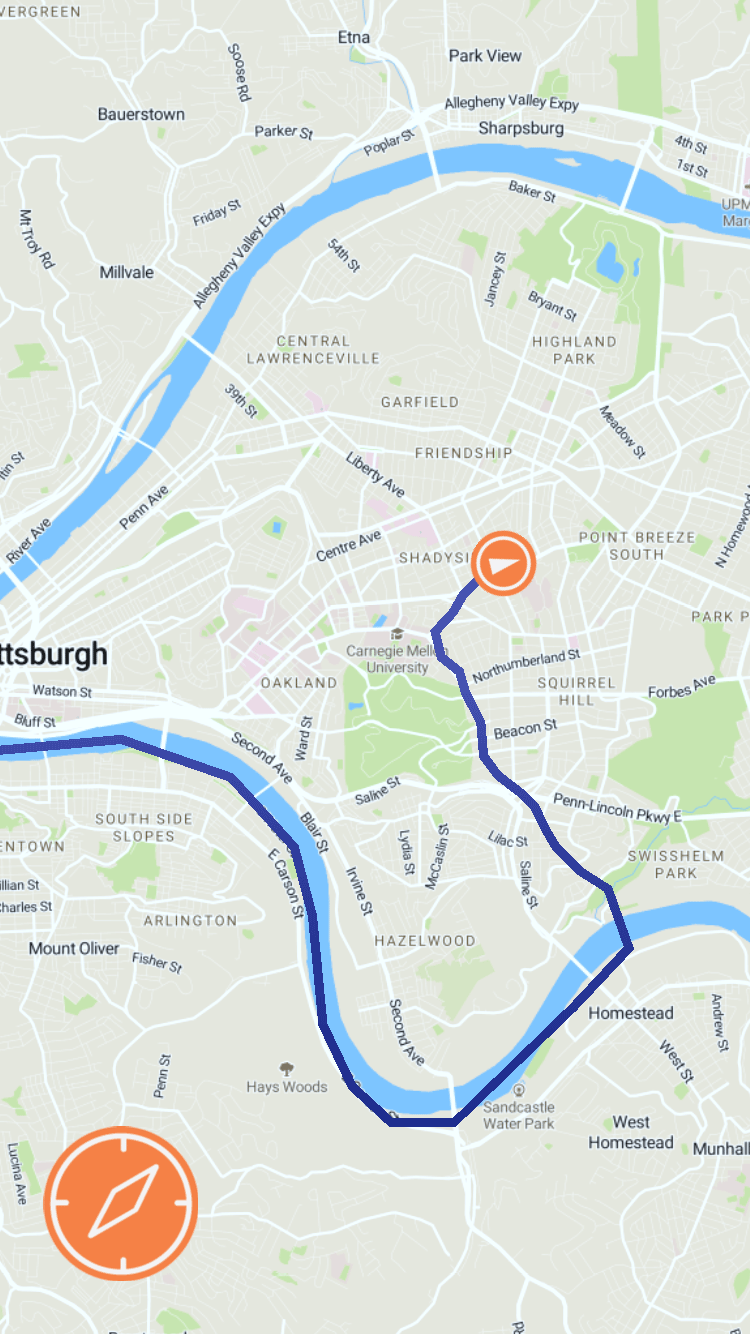 VERGREEN
Etna
Park View
Soose Rd
Bauerstown
Allegheny Valley Expy
Parker St
Sharpsburg
Poplar St
4th St
1st St
Baker St
UPM
Mar
Friday St
Mt Troy Rd
Allegheny Valley Expy
54th St
Millvale
Jancey St
Bryant St
CENTRAL
LAWRENCEVILLE
HIGHLAND
PARK
39th St
GARFIELD
Meadow St
FRIENDSHIP
tin St
Liberty Ave
Penn Ave
River Ave
Centre Ave
SHADYSI
POINT BREEZE
SOUTH
N Homewood A
PARK P
ttsburgh
Carnegie Mellon
University
Northumberland St
OAKLAND
SQUIRREL
HILL
Forbes Ave
Watson St
Bluff St
Ward St
Beacon St
Second Ave
Saline St
Penn-Lincoln Pkwy E
SOUTH SIDE
SLOPES
Blair St
Lilac St
ENTOWN
Lydia St
McCaslin St
SWISSHELM
PARK
E Carson St
Irvine St
Saline St
illian St
Charles St
ARLINGTON
HAZELWOOD
Mount Oliver
Fisher St
Homestead
Second Ave
Andrew St
West St
Penn St
Hays Woods
Sandcastle
Water Park
West
Homestead
Munhall
Lucina Ave